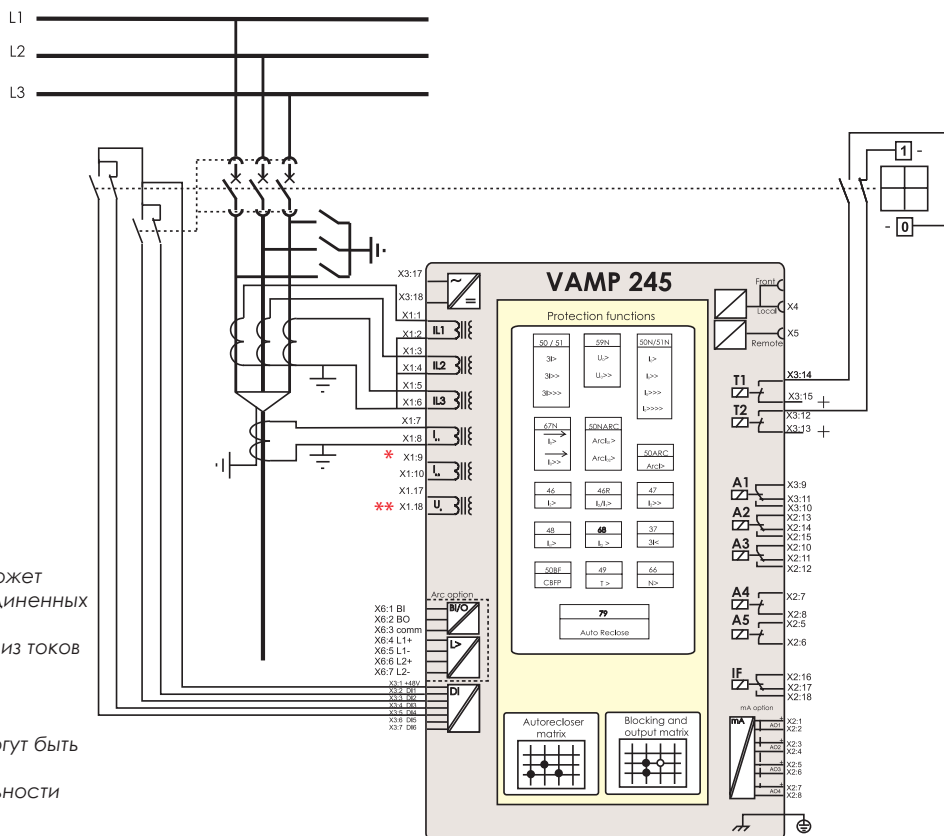 L1
L2
L3
VAMP 245
Protection functions
50 / 51
3I>
3I>>
3I>>>
59N
U₀>
U₀>>
50N/51N
I₀>
I₀>>
I₀>>>
I₀>>>>
67N
I₀>
I₀>>
50NARC
ArcI₀₁>
ArcI₀₂>
50ARC
ArcI>
46
I₂>
46R
I₂/I₁>
47
I₂>>
48
Iₛₜ>
68
37
3I<
50BF
CBFP
49
T >
66
N>
79
Auto Reclose
Autorecloser
matrix
Blocking and
output matrix
X3:17
X3:18
X1:1
X1:2
IL1
X1:3
X1:4
IL2
X1:5
X1:6
IL3
X1:7
X1:8
* X1:9
X1:10
X1.17
** X1.18
Arc option
X6:1 BI
X6:2 BO
X6:3 comm
X6:4 L1+
X6:5 L1-
X6:6 L2+
X6:7 L2-
BI/O
L>
X3:1 +48V
X3:2 DI1
X3:3 DI2
X3:4 DI3
X3:5 DI4
X3:6 DI5
X3:7 DI6
DI
Front
Local
X4
X5
Remote
T1
X3:14
X3:15 +
T2
X3:12
X3:13 +
1 -
- 0
A1
X3:9
X3:11
X3:10
A2
X2:13
X2:14
X2:15
A3
X2:10
X2:11
X2:12
A4
X2:7
X2:8
A5
X2:5
X2:6
IF
X2:16
X2:17
X2:18
mA option
mA
AO1
X2:1
X2:2
AO2
X2:3
X2:4
AO3
X2:5
X2:6
AO4
X2:7
X2:8
ожет
диненных
из токов
огут быть
ьности